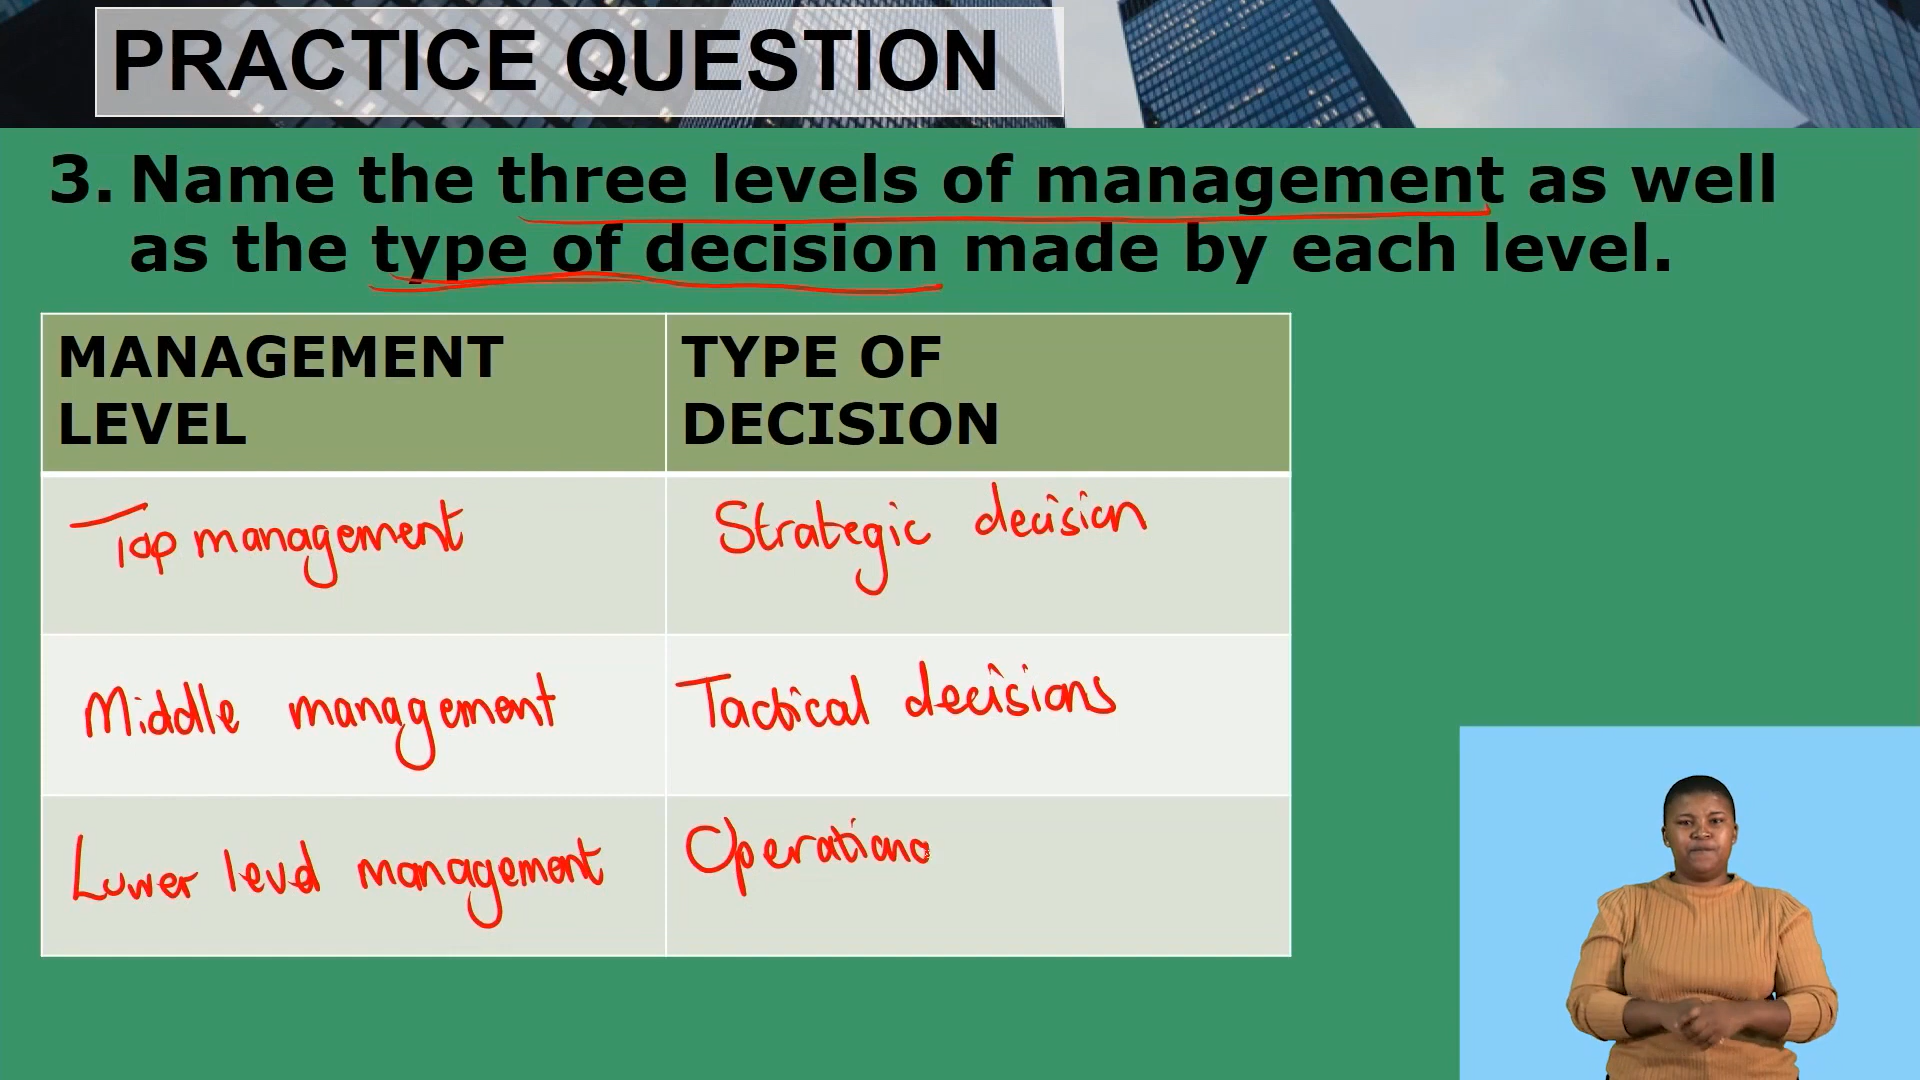 PRACTICE QUESTION
3. Name the three levels of management as well
as the type of decision made by each level.
MANAGEMENT
LEVEL
TYPE OF
DECISION
Top management
Strategic decision
Middle management
Tactical decisions
Lower level management
Operationa